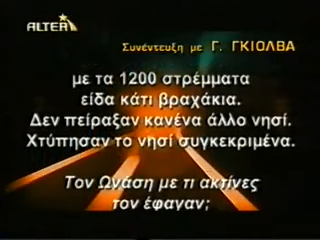 ALTER
Συνέντευξη με Γ. ΓΚΙΟΛΒΑ
με τα 1200 στρέμματα
είδα κάτι βραχάκια.
Δεν πείραξαν κανένα άλλο νησί.
Χτύπησαν το νησί συγκεκριμένα.
Τον Ωνάση με τι ακτίνες
τον έφαγαν;